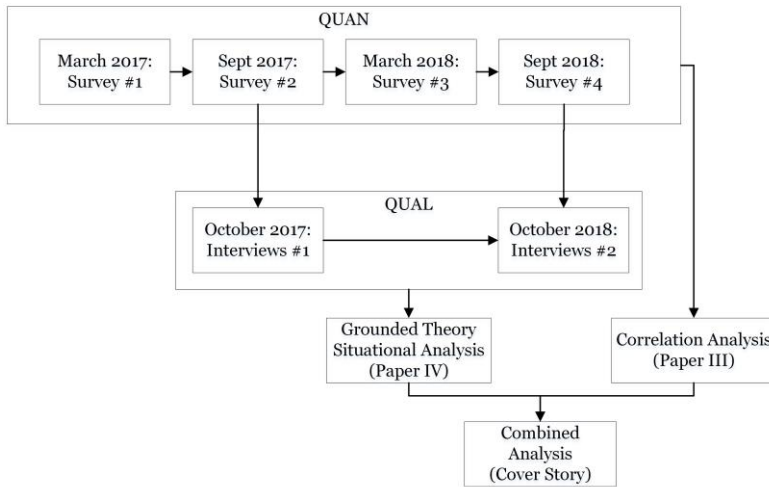 QUAN
March 2017:
Survey #1
Sept 2017:
Survey #2
March 2018:
Survey #3
Sept 2018:
Survey #4
QUAL
October 2017:
Interviews #1
October 2018:
Interviews #2
Grounded Theory
Situational Analysis
(Paper IV)
Correlation Analysis
(Paper III)
Combined
Analysis
(Cover Story)